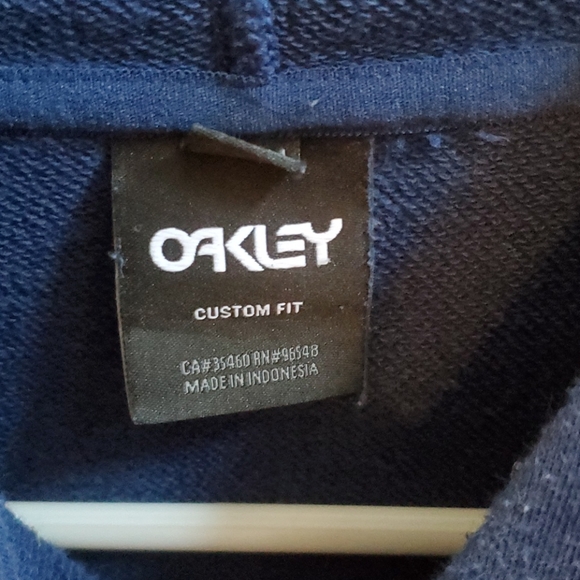 OAKLEY
CUSTOM FIT
CA#35460 RN#96548
MADE IN INDONESIA